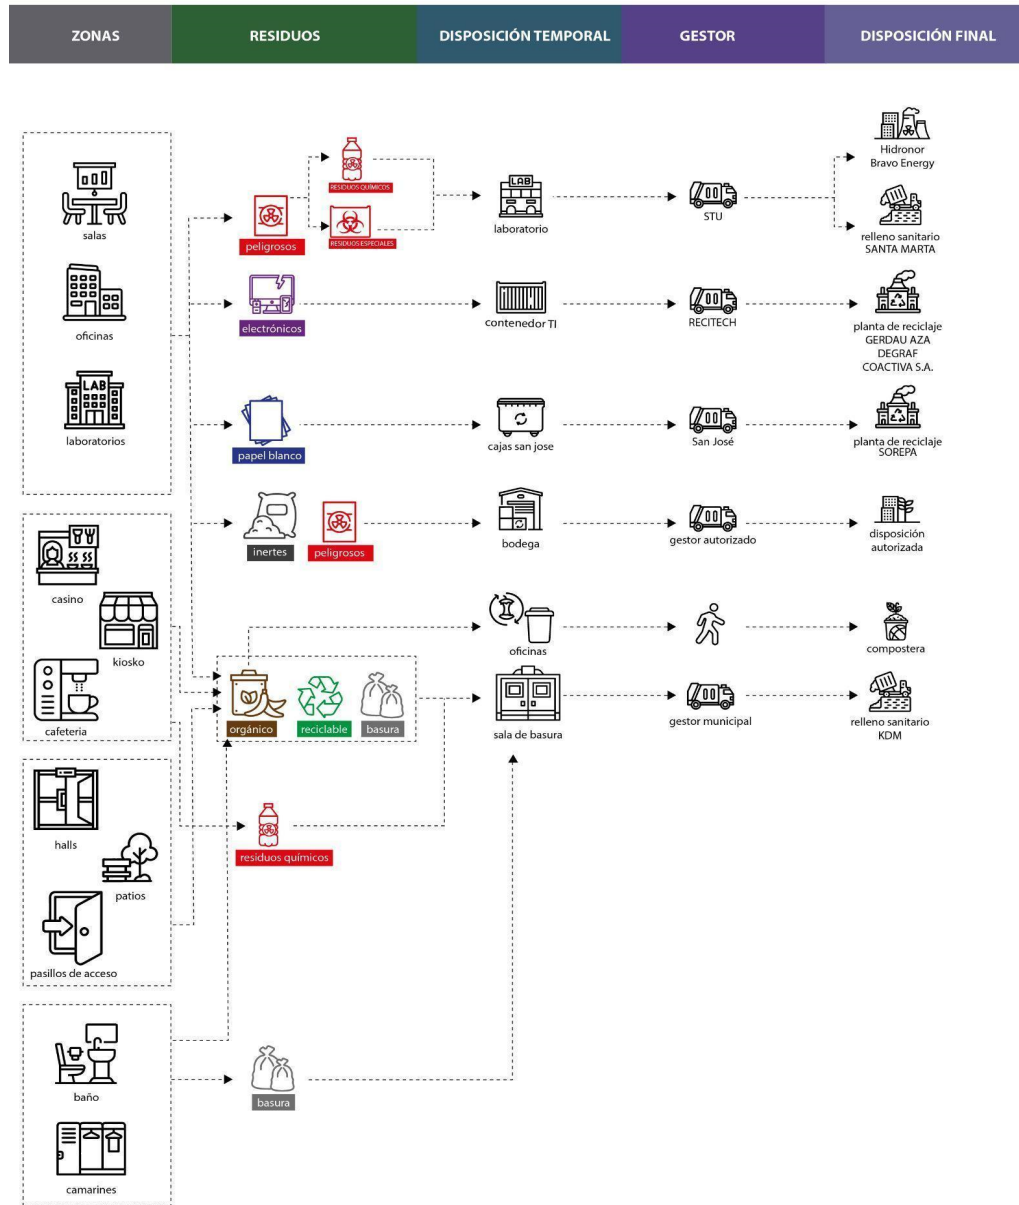 ZONAS
RESIDUOS
DISPOSICIÓN TEMPORAL
GESTOR
DISPOSICIÓN FINAL
salas
oficinas
LAB
laboratorios
peligrosos
RESIDUOS QUÍMICOS
RESIDUOS ESPECIALES
LAB
laboratorio
STU
Hidronor
Bravo Energy
relleno sanitario
SANTA MARTA
electrónicos
contenedor TI
RECITECH
planta de reciclaje
GERDAU AZA
DEGRAF
COACTIVA S.A.
papel blanco
cajas san jose
San José
planta de reciclaje
SOREPA
inertes
peligrosos
bodega
gestor autorizado
disposición
autorizada
casino
kiosko
cafeteria
orgánico
reciclable
basura
oficinas
compostera
sala de basura
gestor municipal
relleno sanitario
KDM
halls
patios
pasillos de acceso
residuos químicos
baño
camarines
basura